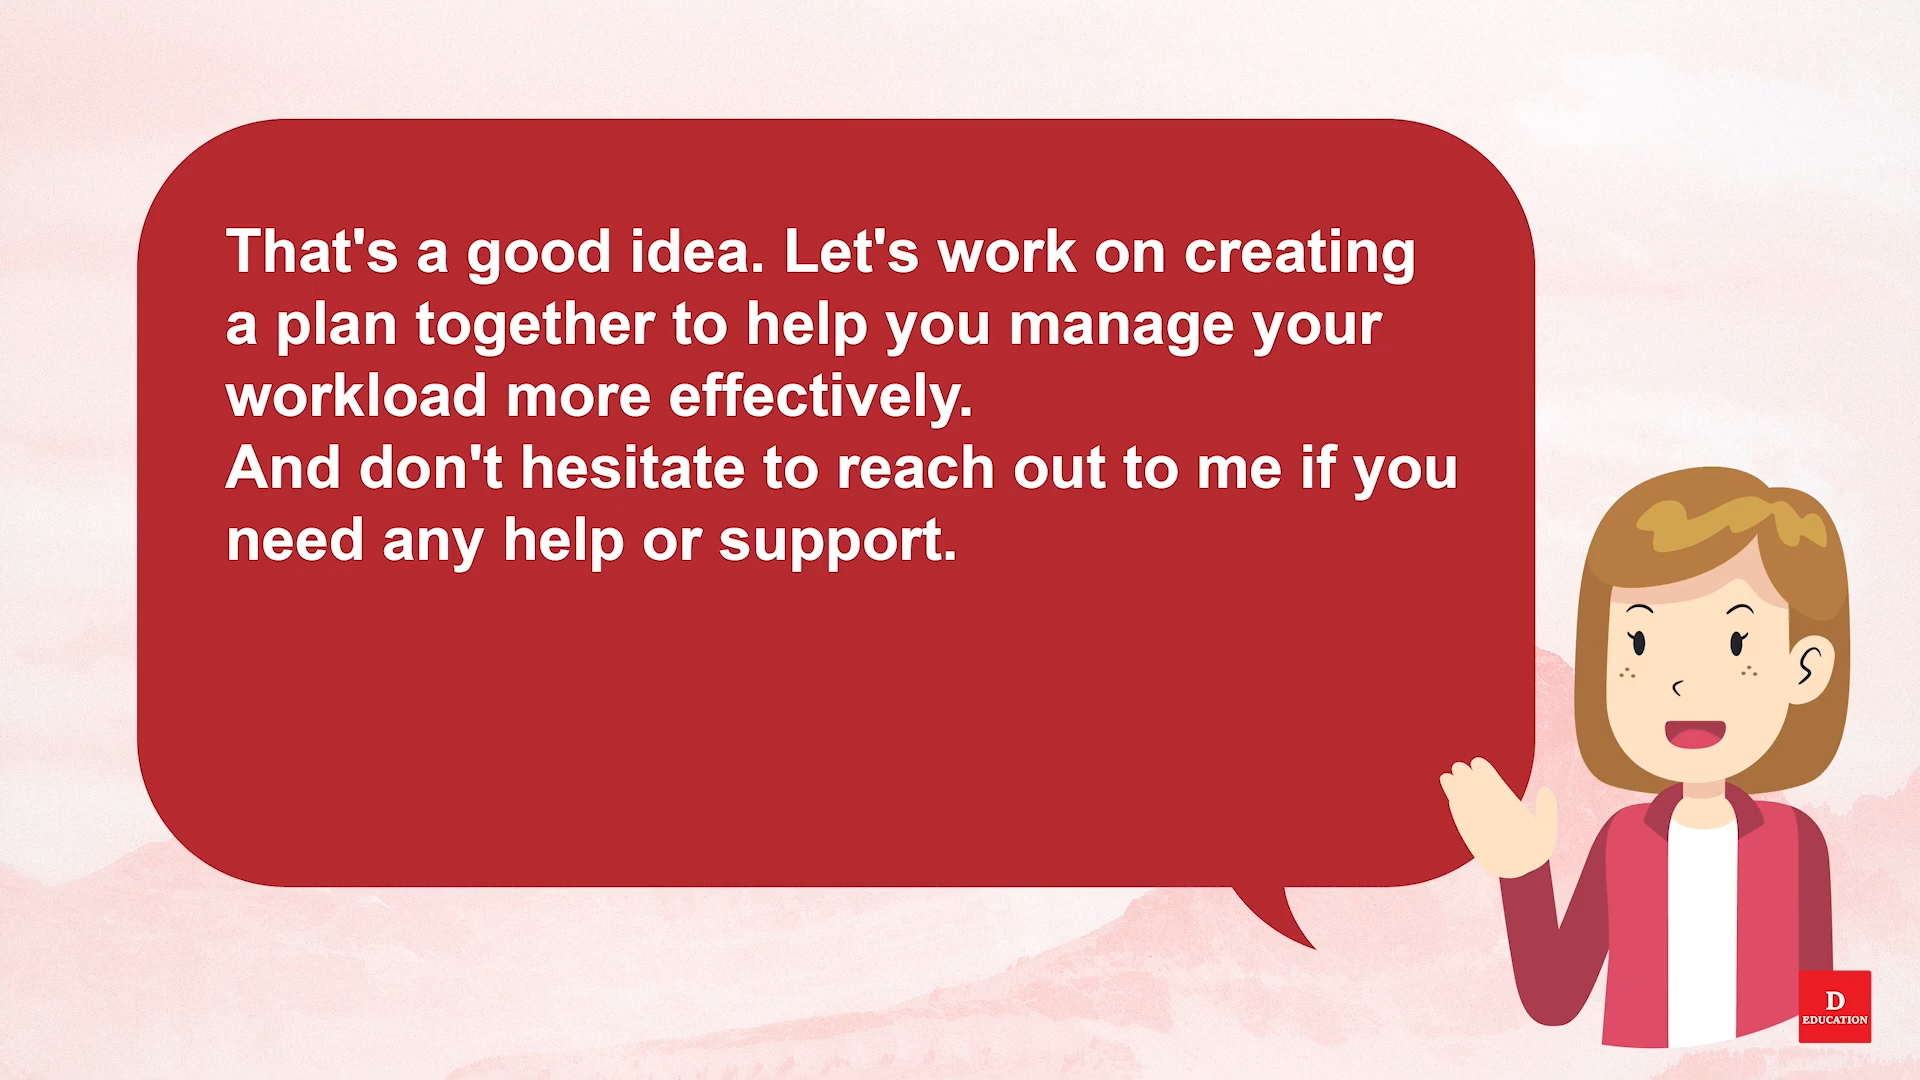 That's a good idea. Let's work on creating
a plan together to help you manage your
workload more effectively.
And don't hesitate to reach out to me if you
need any help or support.
D
EDUCATION